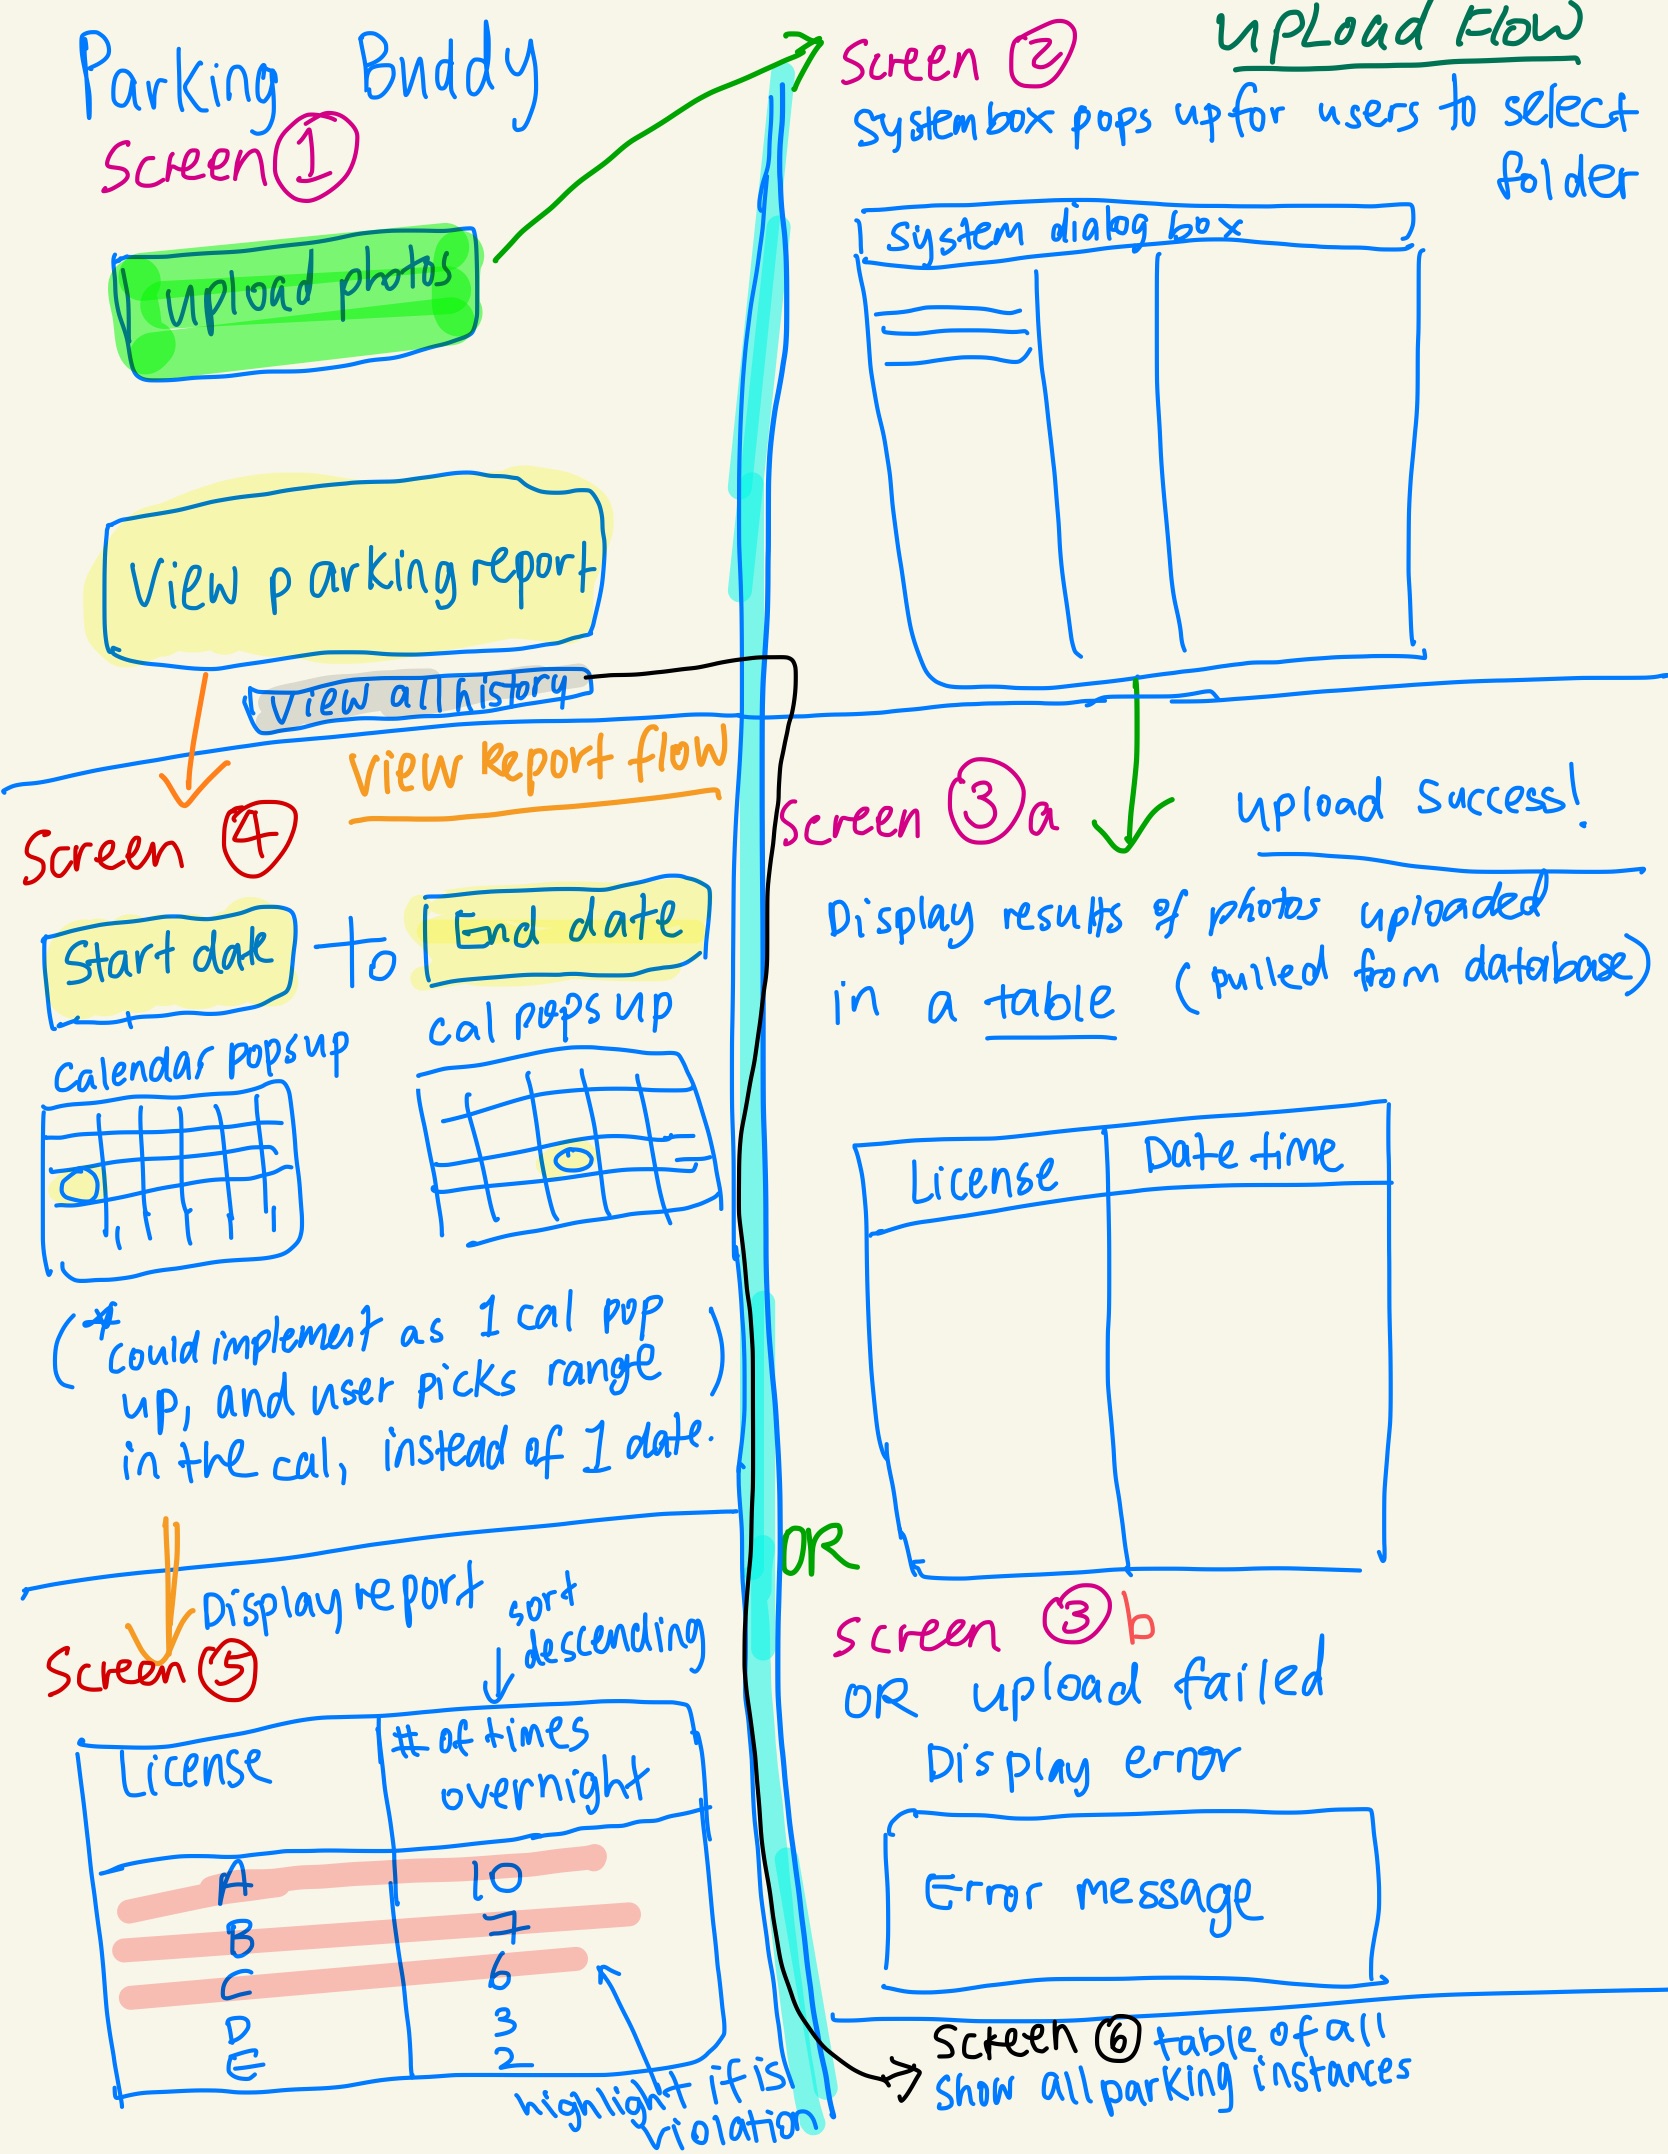 Parking Buddy
Screen 1
upload photos
View parking report
View all history
Upload Flow
Screen 2
System box pops up for users to select
folder
System dialog box
View Report flow
Screen 4
Start date to End date
Calendar pops up
cal pops up
(* could implement as 1 cal pop
up, and user picks range
in the cal, instead of 1 date.)
Screen 3 a
upload success!
Display results of photos uploaded
in a table (pulled from database)
License Date time
OR
Screen 3 b
OR upload failed
Display error
Error message
Display report
sort
descending
Screen 5
License # of times
overnight
A 10
B 7
C 6
D 3
E 2
highlight if is
violation
Screen 6 table of all
show all parking instances